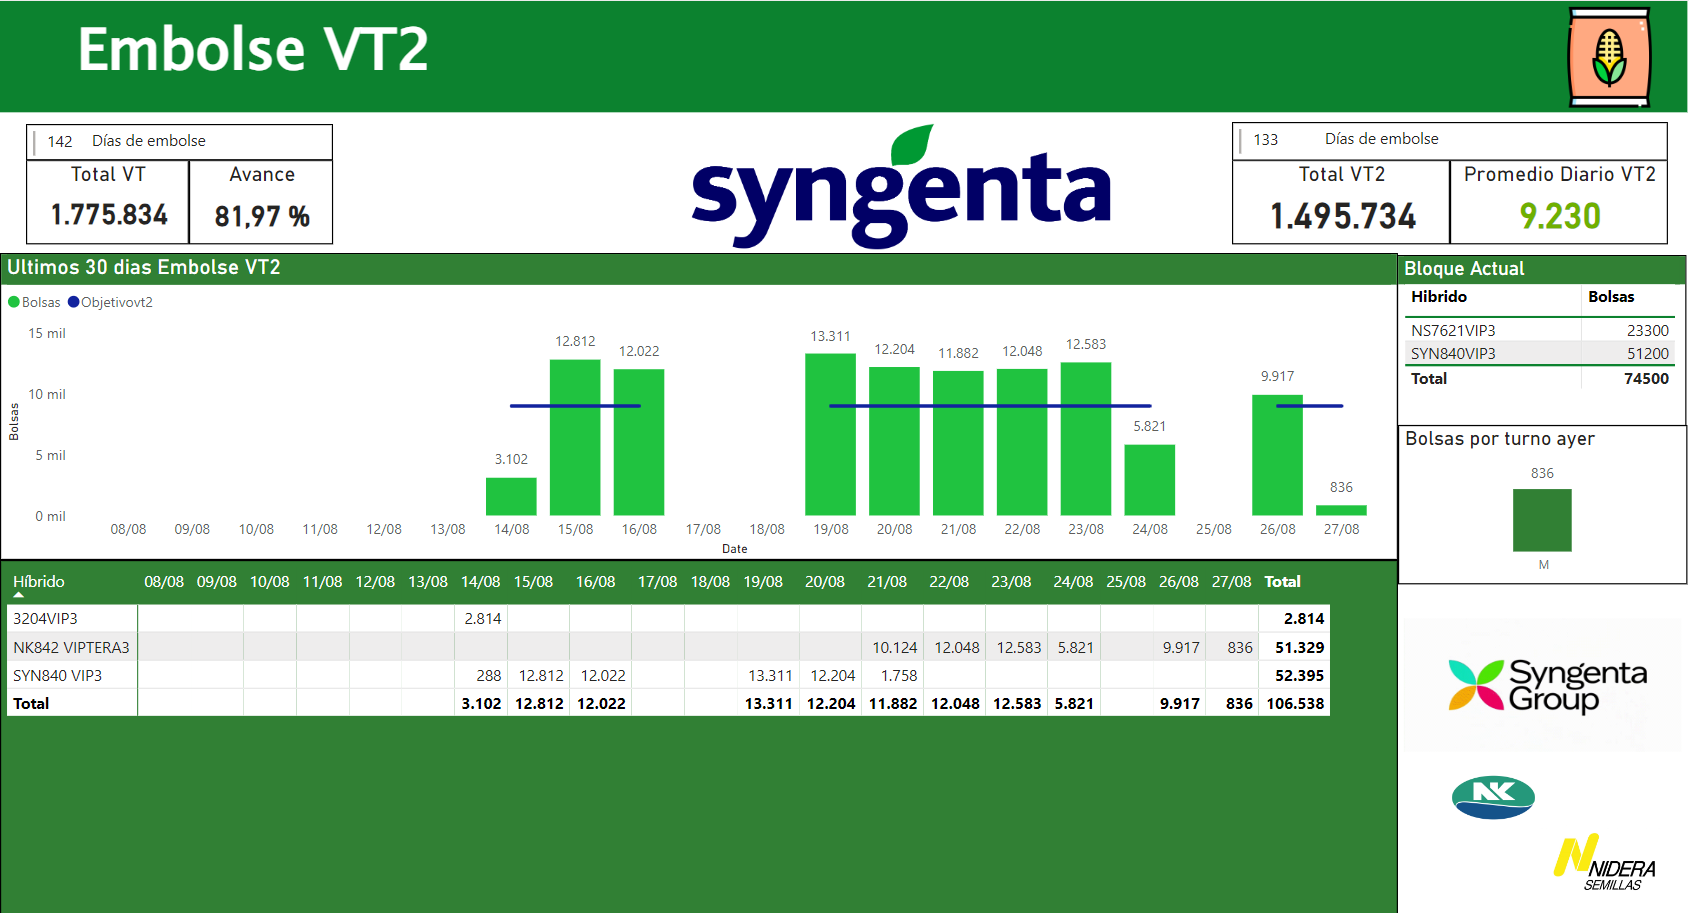 Embolse VT2
142 Días de embolse
Total VT Avance
1.775.834 81,97 %
syngenta
133 Días de embolse
Total VT2 Promedio Diario VT2
1.495.734 9.230
Ultimos 30 dias Embolse VT2
Bolsas Objetivovt2
15 mil
10 mil
5 mil
0 mil
Bolsas
3.102 12.812 12.022 13.311 12.204 11.882 12.048 12.583 5.821 9.917 836
08/08 09/08 10/08 11/08 12/08 13/08 14/08 15/08 16/08 17/08 18/08 19/08 20/08 21/08 22/08 23/08 24/08 25/08 26/08 27/08
Date
Bloque Actual
Hibrido Bolsas
NS7621VIP3 23300
SYN840VIP3 51200
Total 74500
Bolsas por turno ayer
836
M
Híbrido 08/08 09/08 10/08 11/08 12/08 13/08 14/08 15/08 16/08 17/08 18/08 19/08 20/08 21/08 22/08 23/08 24/08 25/08 26/08 27/08 Total
3204VIP3 2.814 2.814
NK842 VIPTERA3 10.124 12.048 12.583 5.821 9.917 836 51.329
SYN840 VIP3 288 12.812 12.022 13.311 12.204 1.758 52.395
Total 3.102 12.812 12.022 13.311 12.204 11.882 12.048 12.583 5.821 9.917 836 106.538
Syngenta
Group
NK
NIDERA
SEMILLAS